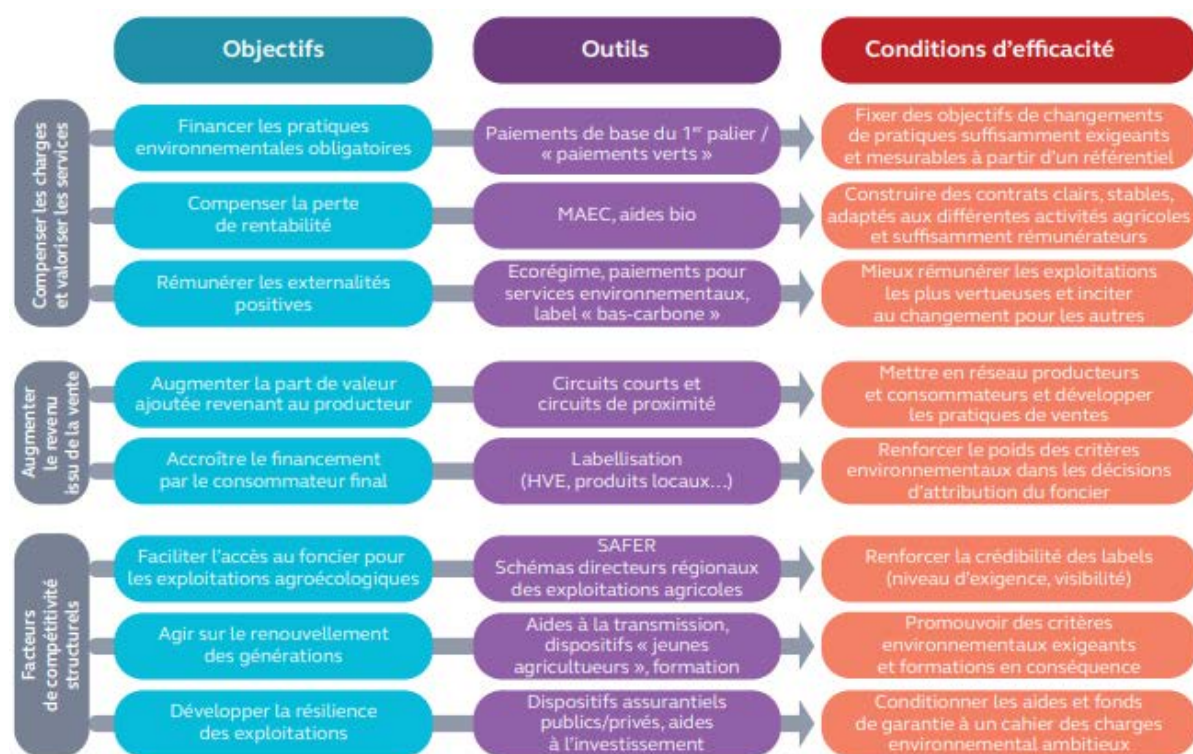 Objectifs
Outils
Conditions d'efficacité
Compenser les charges
et valoriser les services
Financer les pratiques
environnementales obligatoires
Paiements de base du 1er palier /
« paiements verts »
Fixer des objectifs de changements
de pratiques suffisamment exigeants
et mesurables à partir d'un référentiel
Compenser la perte
de rentabilité
MAEC, aides bio
Construire des contrats clairs, stables,
adaptés aux différentes activités agricoles
et suffisamment rémunérateurs
Rémunérer les externalités
positives
Ecorégime, paiements pour
services environnementaux,
label « bas-carbone »
Mieux rémunérer les exploitations
les plus vertueuses et inciter
au changement pour les autres
Augmenter
le revenu
issu de la vente
Augmenter la part de valeur
ajoutée revenant au producteur
Circuits courts et
circuits de proximité
Mettre en réseau producteurs
et consommateurs et développer
les pratiques de ventes
Accroître le financement
par le consommateur final
Labellisation
(HVE, produits locaux...)
Renforcer le poids des critères
environnementaux dans les décisions
d'attribution du foncier
Facteurs
de compétitivité
structurels
Faciliter l'accès au foncier pour
les exploitations agroécologiques
SAFER
Schémas directeurs régionaux
des exploitations agricoles
Renforcer la crédibilité des labels
(niveau d'exigence, visibilité)
Agir sur le renouvellement
des générations
Aides à la transmission,
dispositifs « jeunes
agricultueurs », formation
Promouvoir des critères
environnementaux exigeants
et formations en conséquence
Développer la résilience
des exploitations
Dispositifs assurantiels
publics/privés, aides
à l'investissement
Conditionner les aides et fonds
de garantie à un cahier des charges
environnemental ambitieux